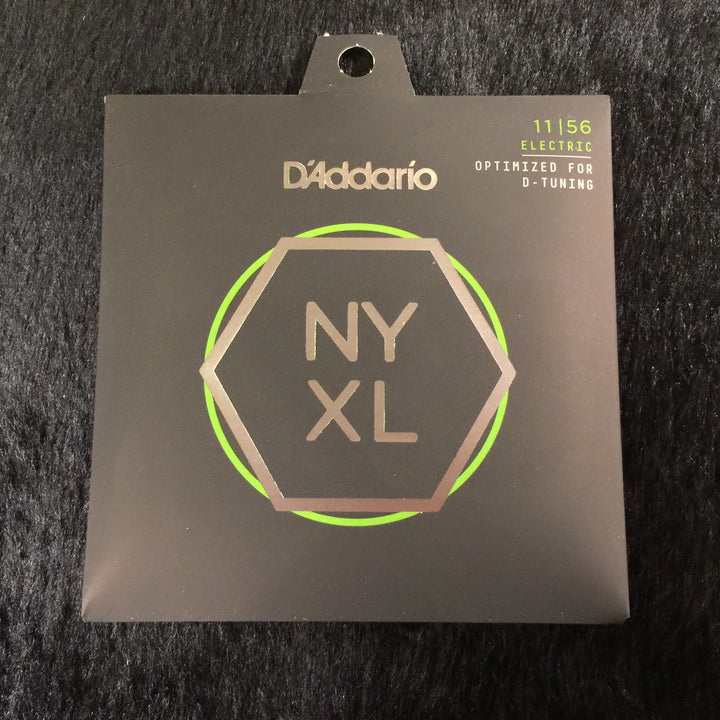 11|56
ELECTRIC
OPTIMIZED FOR
D-TUNING
D'Addario
NY
XL